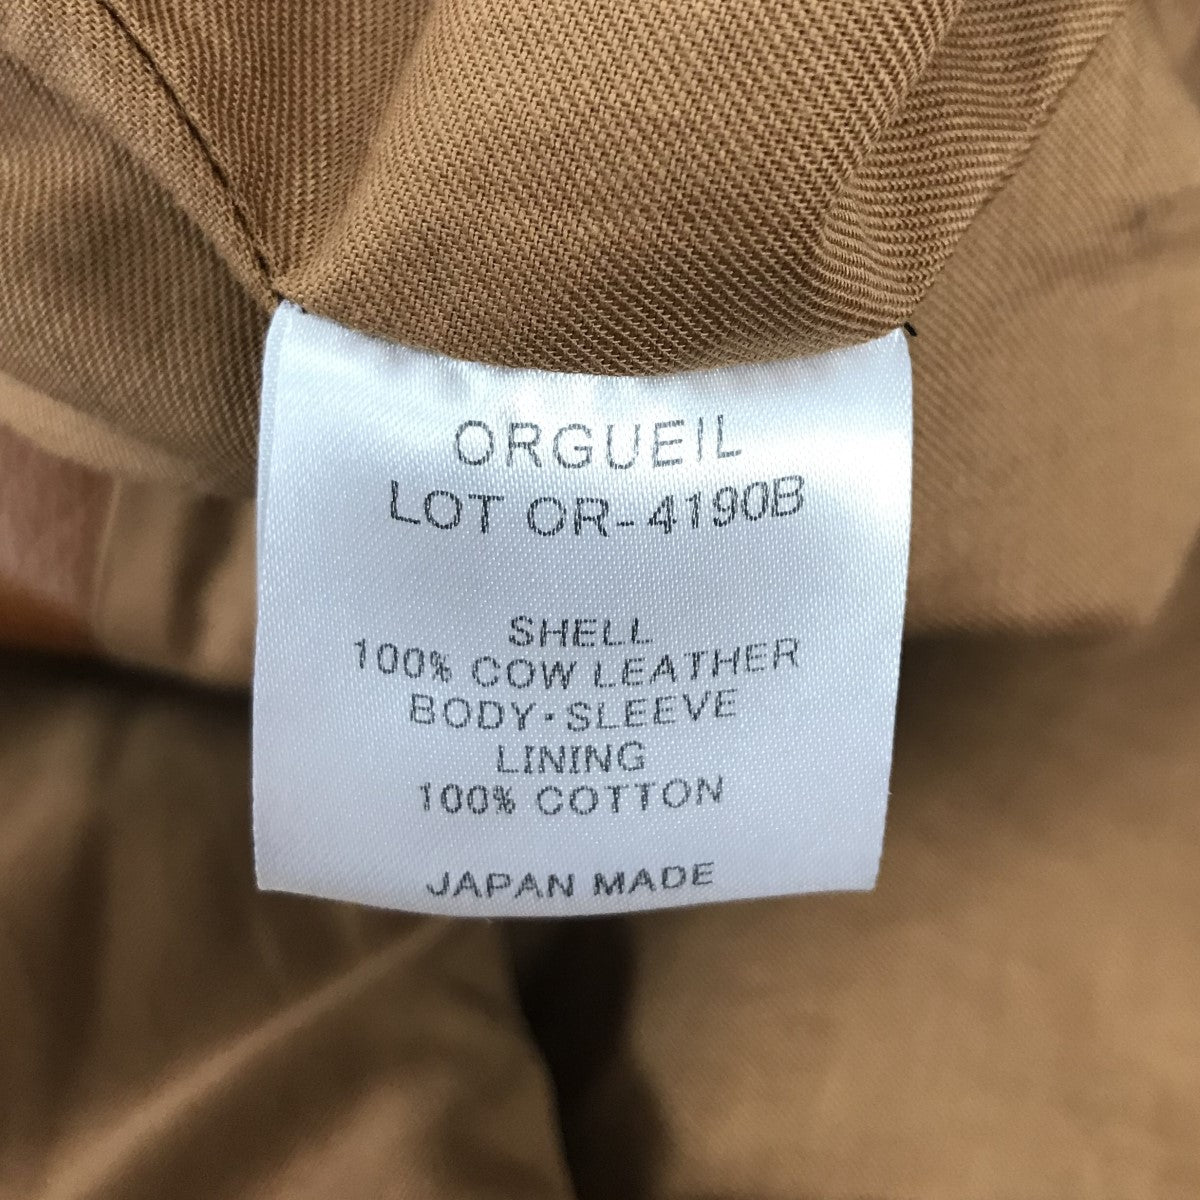 ORGUEIL
LOT OR-4190B
SHELL
100% COW LEATHER
BODY・SLEEVE
LINING
100% COTTON
JAPAN MADE